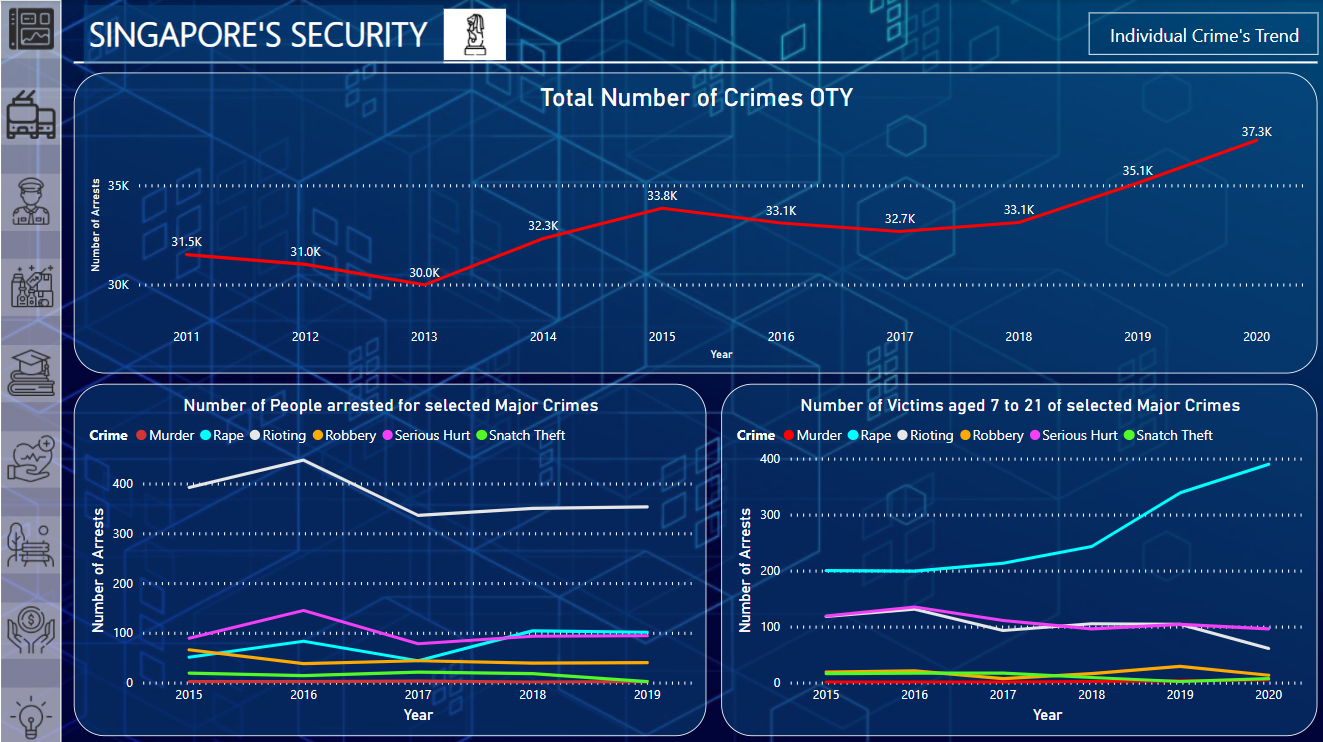 SINGAPORE'S SECURITY
Individual Crime's Trend
Total Number of Crimes OTY
Number of Arrests
35K
30K
31.5K
31.0K
30.0K
32.3K
33.8K
33.1K
32.7K
33.1K
35.1K
37.3K
2011 2012 2013 2014 2015 2016 2017 2018 2019 2020
Year
Number of People arrested for selected Major Crimes
Crime Murder Rape Rioting Robbery Serious Hurt Snatch Theft
Number of Arrests
400
300
200
100
0
2015 2016 2017 2018 2019
Year
Number of Victims aged 7 to 21 of selected Major Crimes
Crime Murder Rape Rioting Robbery Serious Hurt Snatch Theft
Number of Arrests
400
300
200
100
0
2015 2016 2017 2018 2019 2020
Year